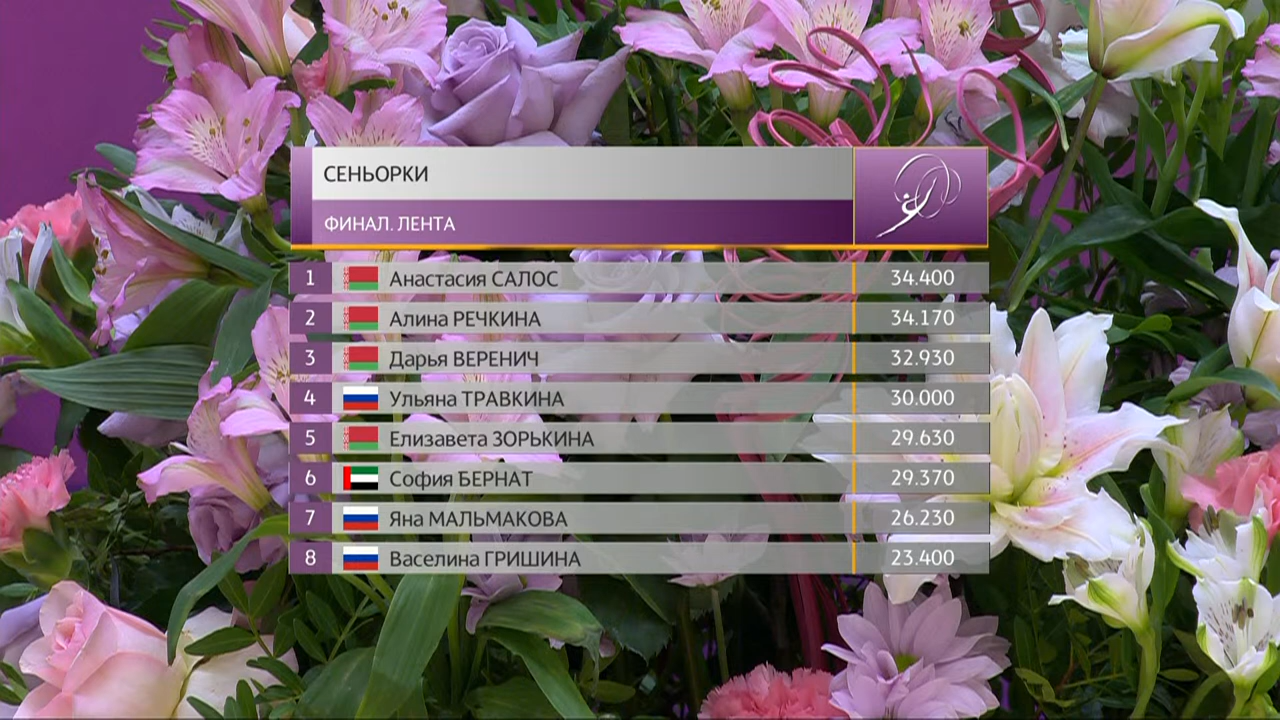 СЕНЬОРКИ
ФИНАЛ. ЛЕНТА
1 Анастасия САЛОС 34.400
2 Алина РЕЧКИНА 34.170
3 Дарья ВЕРЕНИЧ 32.930
4 Ульяна ТРАВКИНА 30.000
5 Елизавета ЗОРЬКИНА 29.630
6 София БЕРНАТ 29.370
7 Яна МАЛЬМАКОВА 26.230
8 Васелина ГРИШИНА 23.400